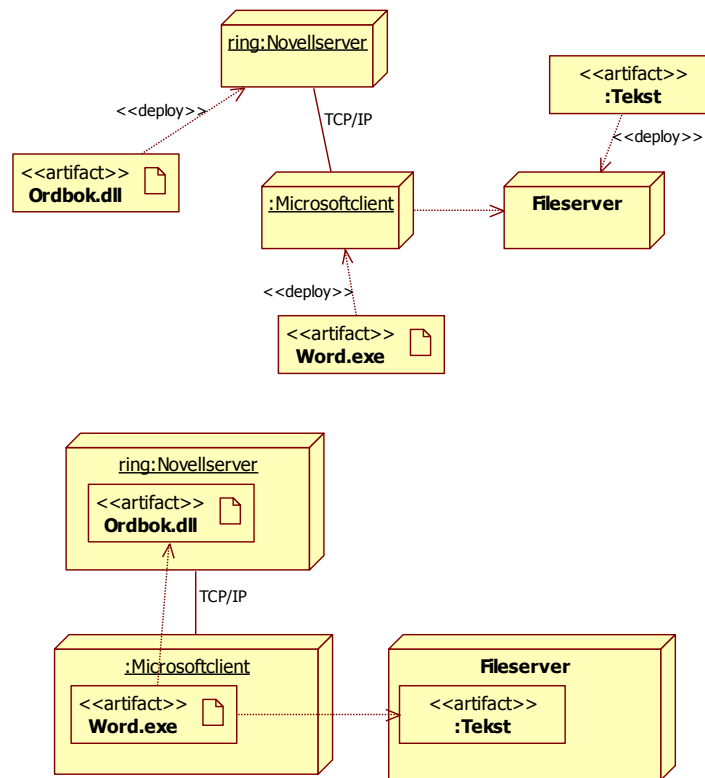 ring:Novellserver
<<artifact>>
:Tekst
<<deploy>>
TCP/IP
<<deploy>>
<<artifact>>
Ordbok.dll
:Microsoftclient
Fileserver
<<deploy>>
<<artifact>>
Word.exe
ring:Novellserver
<<artifact>>
Ordbok.dll
TCP/IP
:Microsoftclient
Fileserver
<<artifact>>
Word.exe
<<artifact>>
:Tekst